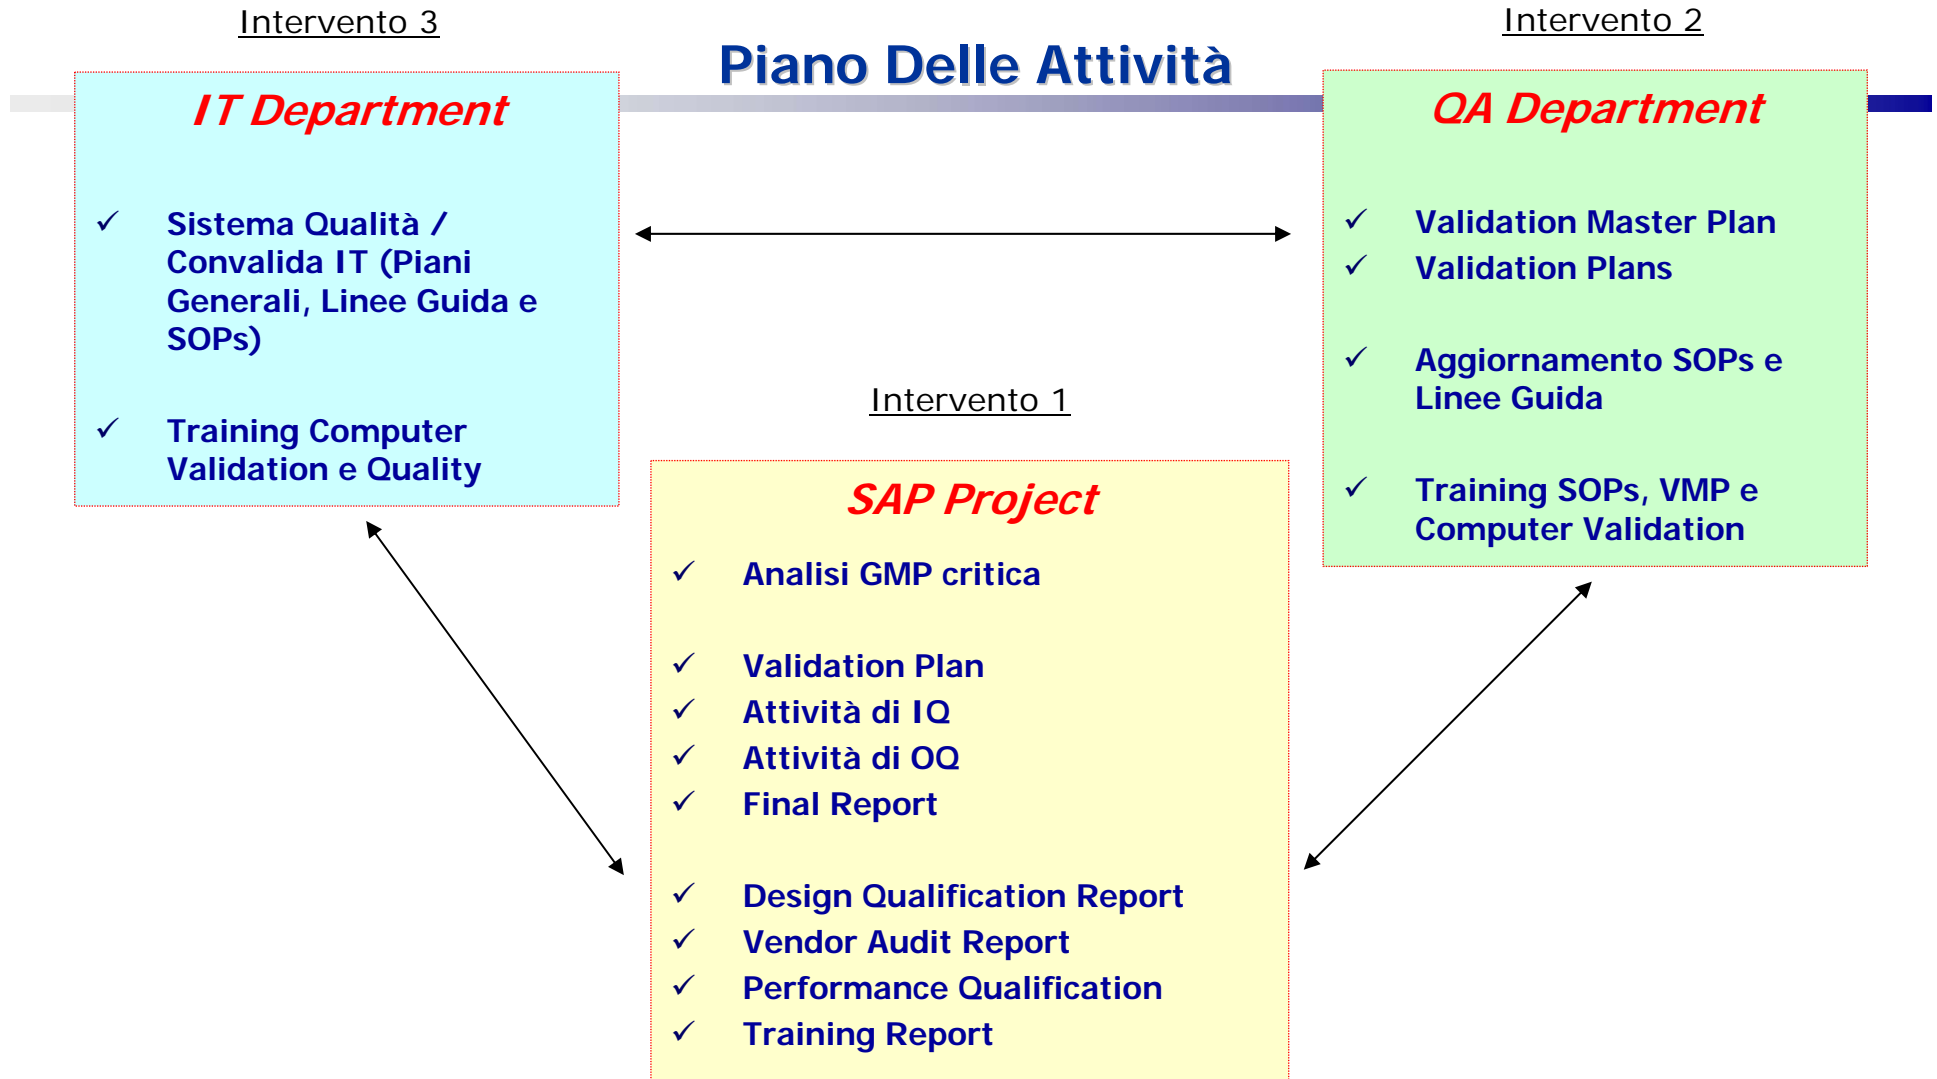 Piano Delle Attività
Intervento 3
IT Department
✓ Sistema Qualità /
Convalida IT (Piani
Generali, Linee Guida e
SOPs)
✓ Training Computer
Validation e Quality
Intervento 2
QA Department
✓ Validation Master Plan
✓ Validation Plans
✓ Aggiornamento SOPs e
Linee Guida
✓ Training SOPs, VMP e
Computer Validation
Intervento 1
SAP Project
✓ Analisi GMP critica
✓ Validation Plan
✓ Attività di IQ
✓ Attività di OQ
✓ Final Report
✓ Design Qualification Report
✓ Vendor Audit Report
✓ Performance Qualification
✓ Training Report